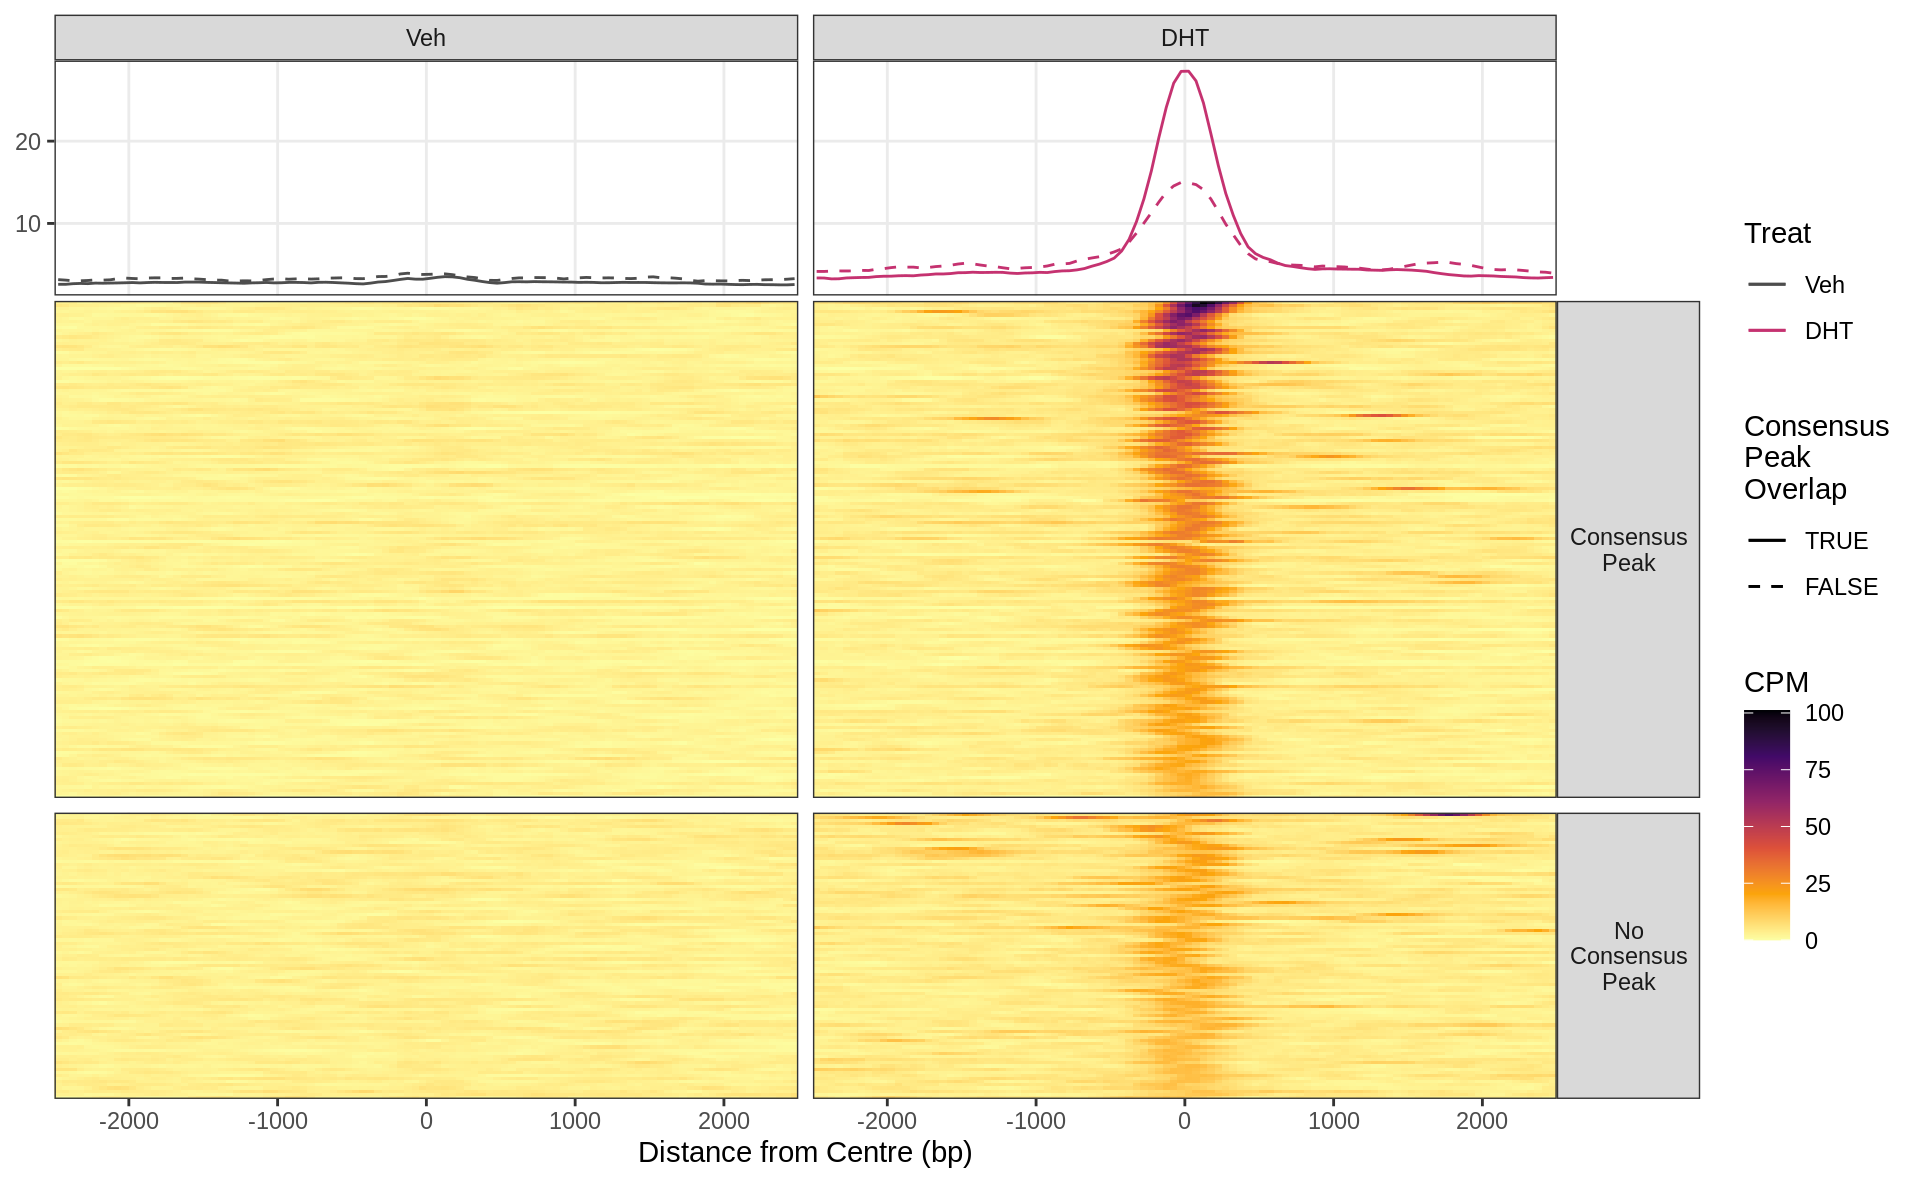 Veh
DHT
20
10
Consensus
Peak
No
Consensus
Peak
-2000
-1000
0
1000
2000
-2000
-1000
0
1000
2000
Distance from Centre (bp)
Treat
Veh
DHT
Consensus
Peak
Overlap
TRUE
FALSE
CPM
100
75
50
25
0